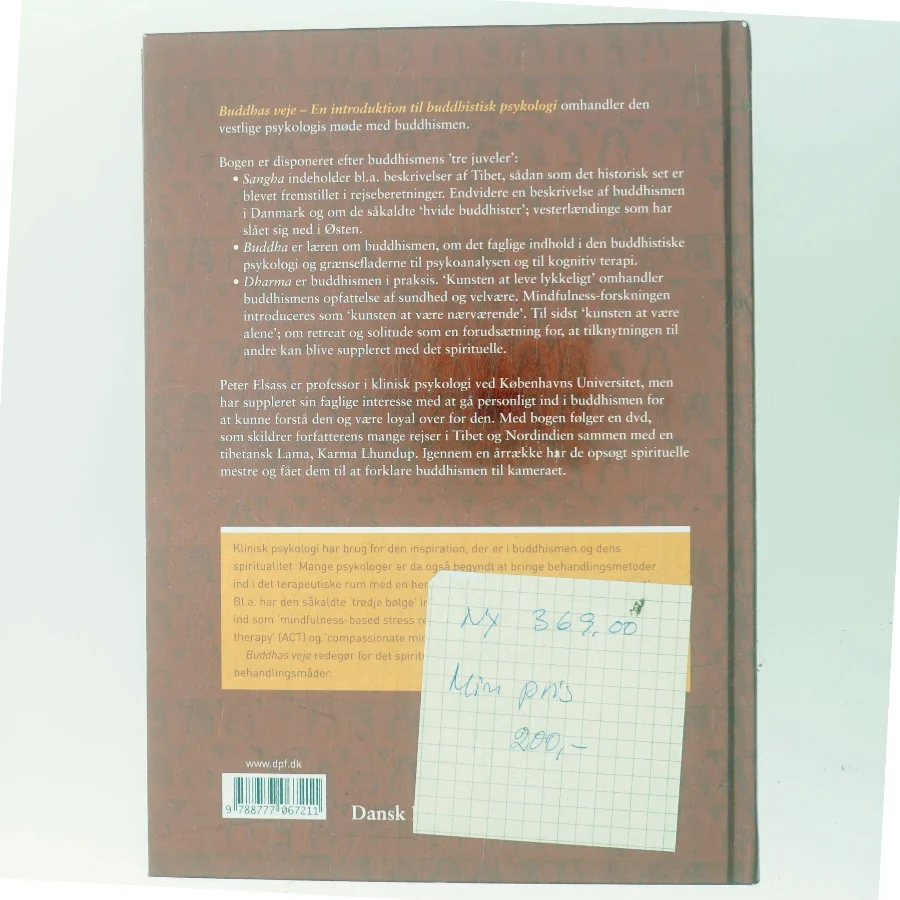 Buddhas veje – En introduktion til buddhistisk psykologi omhandler den
vestlige psykologis møde med buddhismen.
Bogen er disponeret efter buddhismens 'tre juveler':
• Sangha indeholder bl.a. beskrivelser af Tibet, sådan som det historisk set er
blevet fremstillet i rejseberetninger. Endvidere en beskrivelse af buddhismen
i Danmark og om de såkaldte 'hvide buddhister'; vesterlændinge som har
slået sig ned i Østen.
• Buddha er læren om buddhismen, om det faglige indhold i den buddhistiske
psykologi og grænsefladerne til psykoanalysen og til kognitiv terapi.
• Dharma er buddhismen i praksis. 'Kunsten at leve lykkeligt' omhandler
buddhismens opfattelse af sundhed og velvære. Mindfulness-forskningen
introduceres som 'kunsten at være nærværende'. Til sidst 'kunsten at være
alene'; om retreat og solitude som en forudsætning for, at tilknytningen til
andre kan blive suppleret med det spirituelle.
Peter Elsass er professor i klinisk psykologi ved Københavns Universitet, men
har suppleret sin faglige interesse med at gå personligt ind i buddhismen for
at kunne forstå den og være loyal over for den. Med bogen følger en dvd,
som skildrer forfatterens mange rejser i Tibet og Nordindien sammen med en
tibetansk Lama, Karma Lhundup. Igennem en årrække har de opsøgt spirituelle
mestre og fået dem til at forklare buddhismen til kameraet.
Klinisk psykologi har brug for den inspiration, der er i buddhismen og dens
spiritualitet. Mange psykologer er da også begyndt at bringe behandlingsmetoder
ind i det terapeutiske rum med en
Bl.a. har den såkaldte 'tredje bølge'
ind som 'mindfulness-based stress
therapy' (ACT) og 'compassionate
Buddhas veje redegør for det
behandlingsmåder.
NY 369,00
Min pris
200,-
www.dpf.dk
9 788777 067211
Dansk